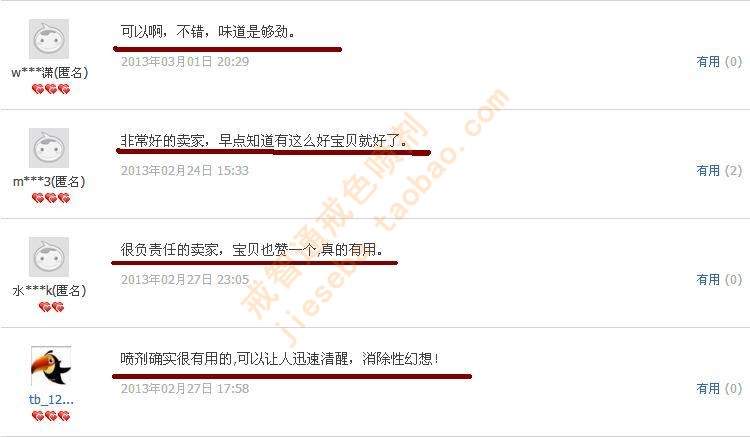 可以啊，不错，味道是够劲。
2013年03月01日 20:29
有用 (0)
w***潇(匿名)
非常好的卖家，早点知道有这么好宝贝就好了。
2013年02月24日 15:33
有用 (2)
m***3(匿名)
很负责任的卖家，宝贝也赞一个,真的有用。
2013年02月27日 23:05
有用 (0)
水***k(匿名)
喷剂确实很有用的,可以让人迅速清醒，消除性幻想！
2013年02月27日 17:58
有用 (0)
tb_12...
戒智通戒色喷剂
jieseba.taobao.com